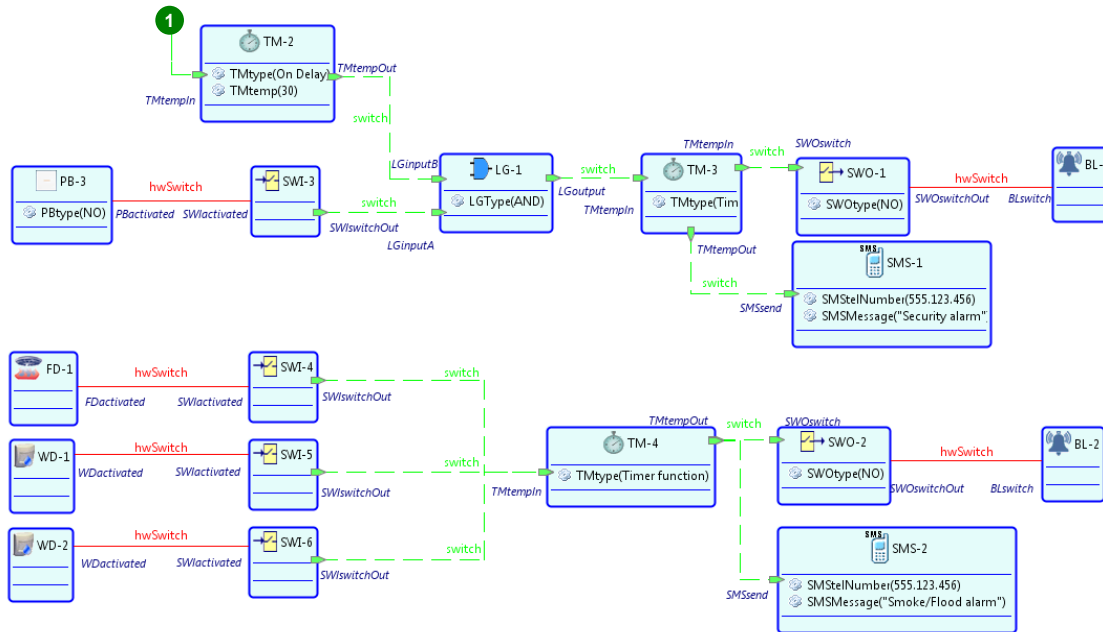 1
TM-2
TMtype(On Delay)
TMtemp(30)
TMtempIn
TMtempOut
switch
PB-3
PBtype(NO)
hwSwitch
PBactivated
SWIactivated
SWI-3
switch
SWIswitchOut
LGinputB
LGinputA
LG-1
LGType(AND)
LGoutput
switch
TMtempIn
TMtempIn
TM-3
TMtype(Tim
TMtempOut
switch
switch
SWOswitch
SWO-1
SWOtype(NO)
hwSwitch
SWOswitchOut
BLswitch
BL-
SMSsend
SMS
SMS-1
SMStelNumber(555.123.456)
SMSMessage("Security alarm"
FD-1
hwSwitch
FDactivated
SWIactivated
SWI-4
switch
SWIswitchOut
WD-1
hwSwitch
WDactivated
SWIactivated
SWI-5
switch
SWIswitchOut
WD-2
hwSwitch
WDactivated
SWIactivated
SWI-6
switch
SWIswitchOut
TMtempIn
TM-4
TMtype(Timer function)
TMtempOut
switch
SWOswitch
SWO-2
SWOtype(NO)
hwSwitch
SWOswitchOut
BLswitch
BL-2
SMSsend
SMS
SMS-2
SMStelNumber(555.123.456)
SMSMessage("Smoke/Flood alarm")